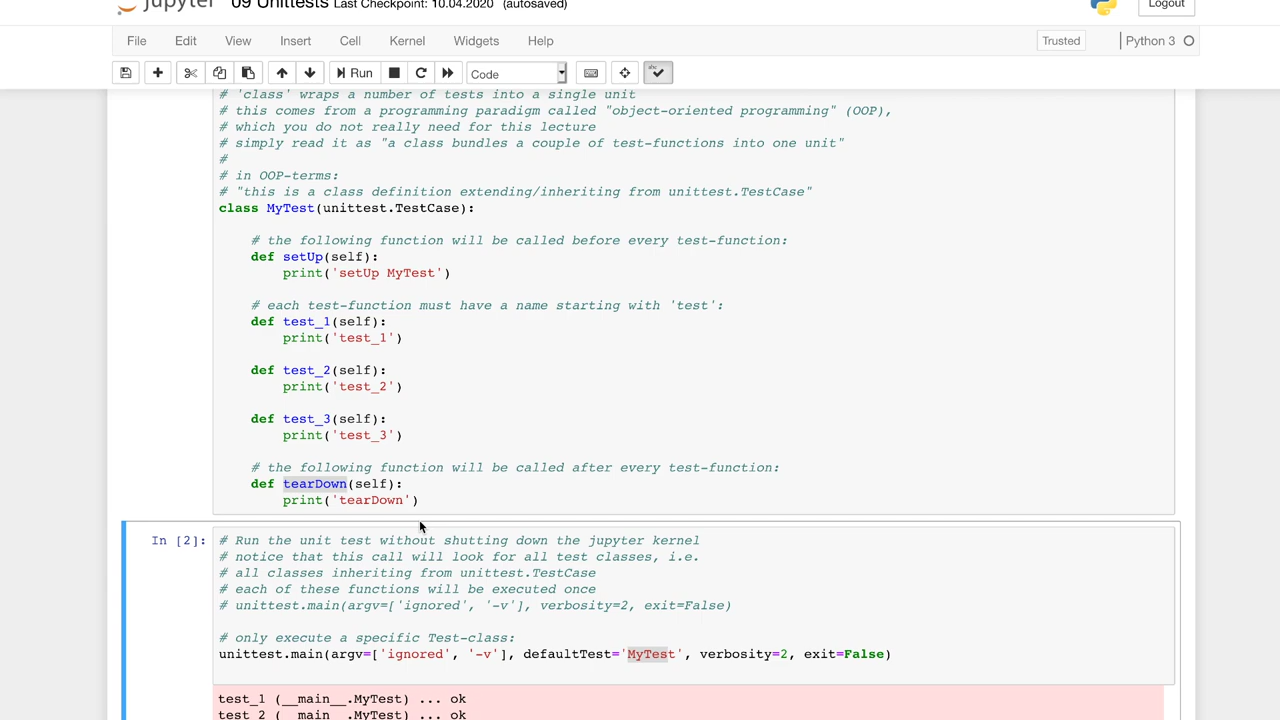 Jupyter 09 Unittests Last Checkpoint: 10.04.2020 (autosaved)
Logout
File Edit View Insert Cell Kernel Widgets Help
Trusted
Python 3
Run
Code
# 'class' wraps a number of tests into a single unit
# this comes from a programming paradigm called "object-oriented programming" (OOP),
# which you do not really need for this lecture
# simply read it as "a class bundles a couple of test-functions into one unit"
#
# in OOP-terms:
# "this is a class definition extending/inheriting from unittest.TestCase"
class MyTest(unittest.TestCase):
# the following function will be called before every test-function:
def setUp(self):
print('setUp MyTest')
# each test-function must have a name starting with 'test':
def test_1(self):
print('test_1')
def test_2(self):
print('test_2')
def test_3(self):
print('test_3')
# the following function will be called after every test-function:
def tearDown(self):
print('tearDown')
In [2]:
# Run the unit test without shutting down the jupyter kernel
# notice that this call will look for all test classes, i.e.
# all classes inheriting from unittest.TestCase
# each of these functions will be executed once
# unittest.main(argv=['ignored', '-v'], verbosity=2, exit=False)
# only execute a specific Test-class:
unittest.main(argv=['ignored', '-v'], defaultTest='MyTest', verbosity=2, exit=False)
test_1 (__main__.MyTest) ... ok
test_2 (__main__.MyTest) ... ok